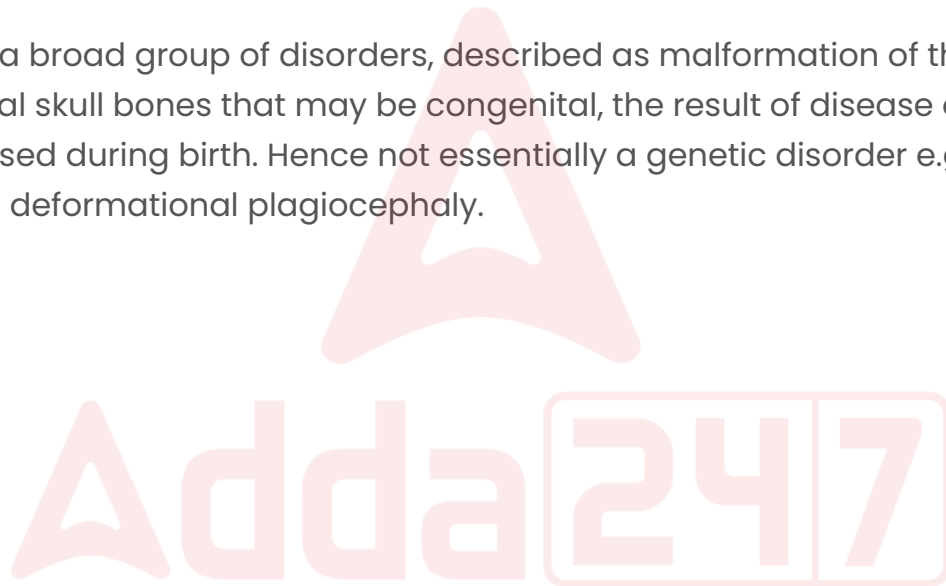 a broad group of disorders, described as malformation of th
al skull bones that may be congenital, the result of disease
sed during birth. Hence not essentially a genetic disorder e.g
deformational plagiocephaly.
Adda247